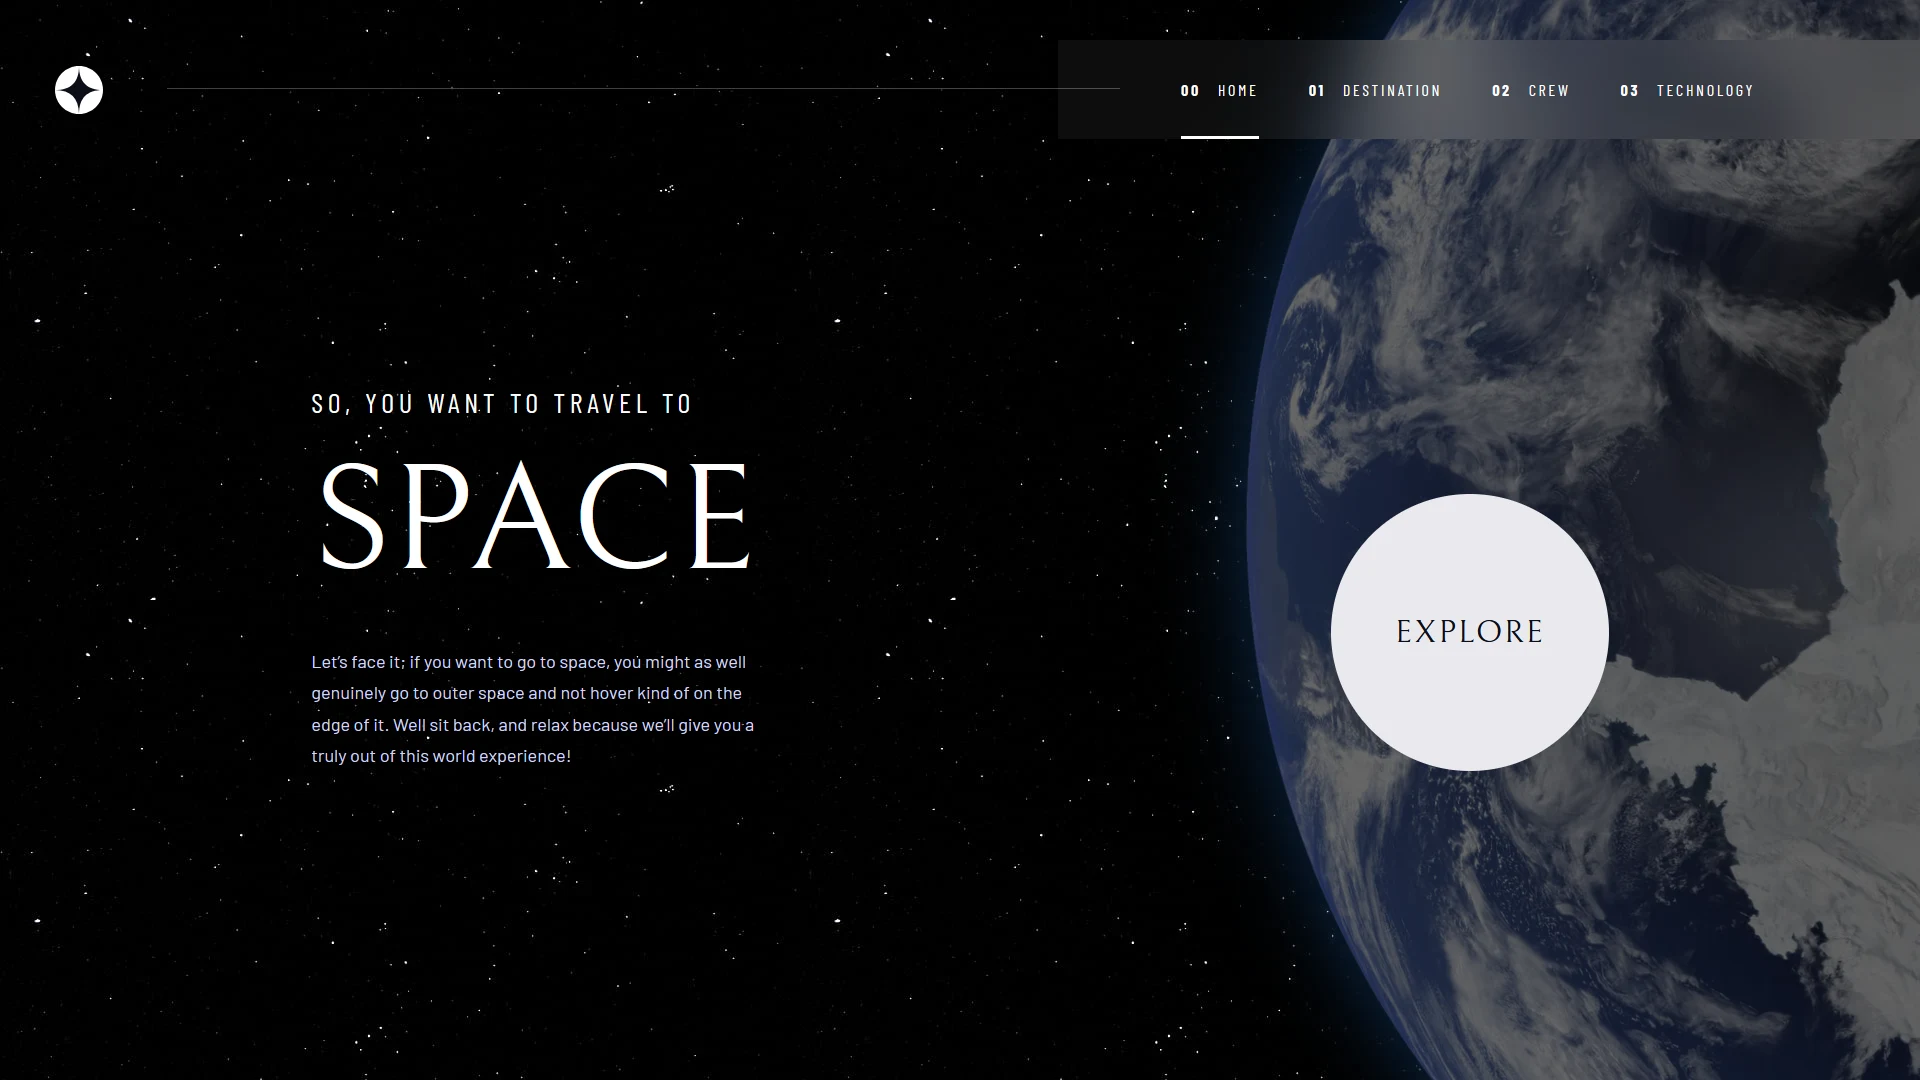 00 HOME 01 DESTINATION 02 CREW 03 TECHNOLOGY
SO, YOU WANT TO TRAVEL TO
SPACE
Let’s face it; if you want to go to space, you might as well
genuinely go to outer space and not hover kind of on the
edge of it. Well sit back, and relax because we’ll give you a
truly out of this world experience!
EXPLORE